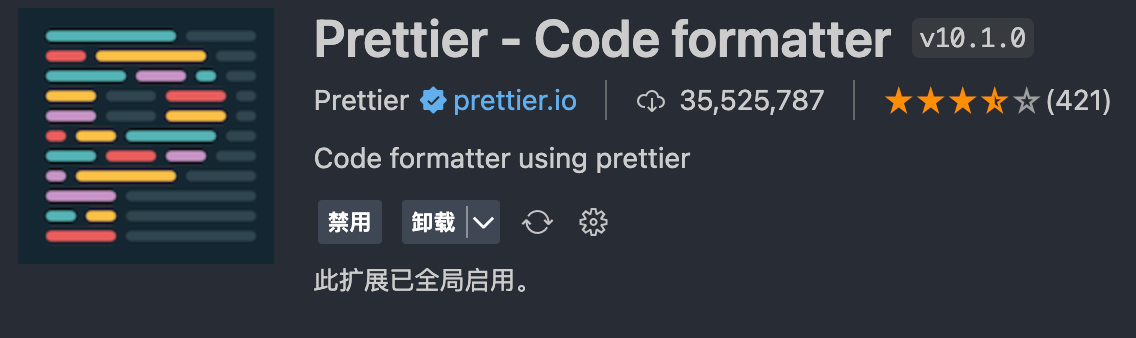 Prettier - Code formatter v10.1.0
Prettier prettier.io 35,525,787 (421)
Code formatter using prettier
禁用 卸载
此扩展已全局启用。